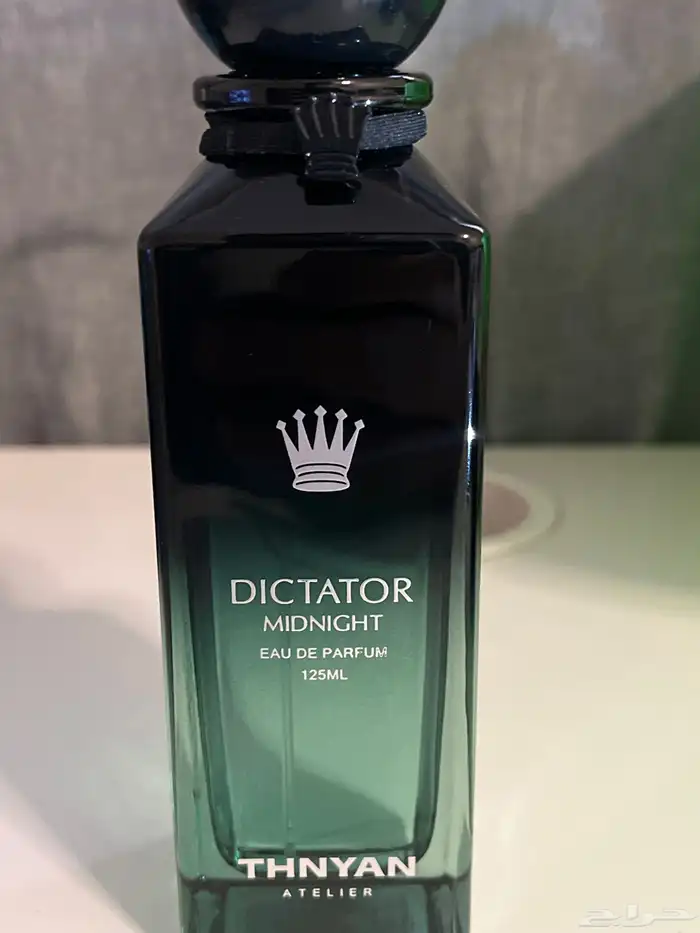 DICTATOR
MIDNIGHT
EAU DE PARFUM
125ML
THNYAN
ATELIER
حراج